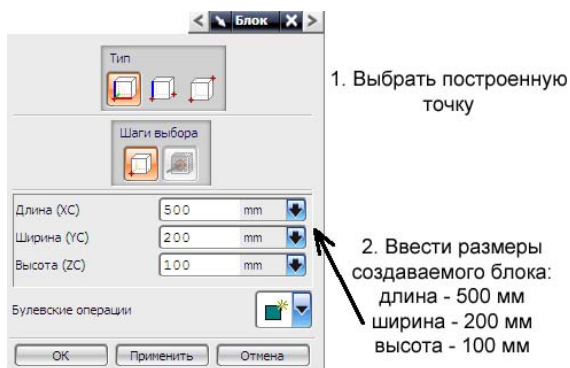 Блок
Тип
1. Выбрать построенную
точку
Шаги выбора
Длина (XC) 500 mm
Ширина (YC) 200 mm
Высота (ZC) 100 mm
2. Ввести размеры
создаваемого блока:
длина - 500 мм
ширина - 200 мм
высота - 100 мм
Булевские операции
ОК Применить Отмена